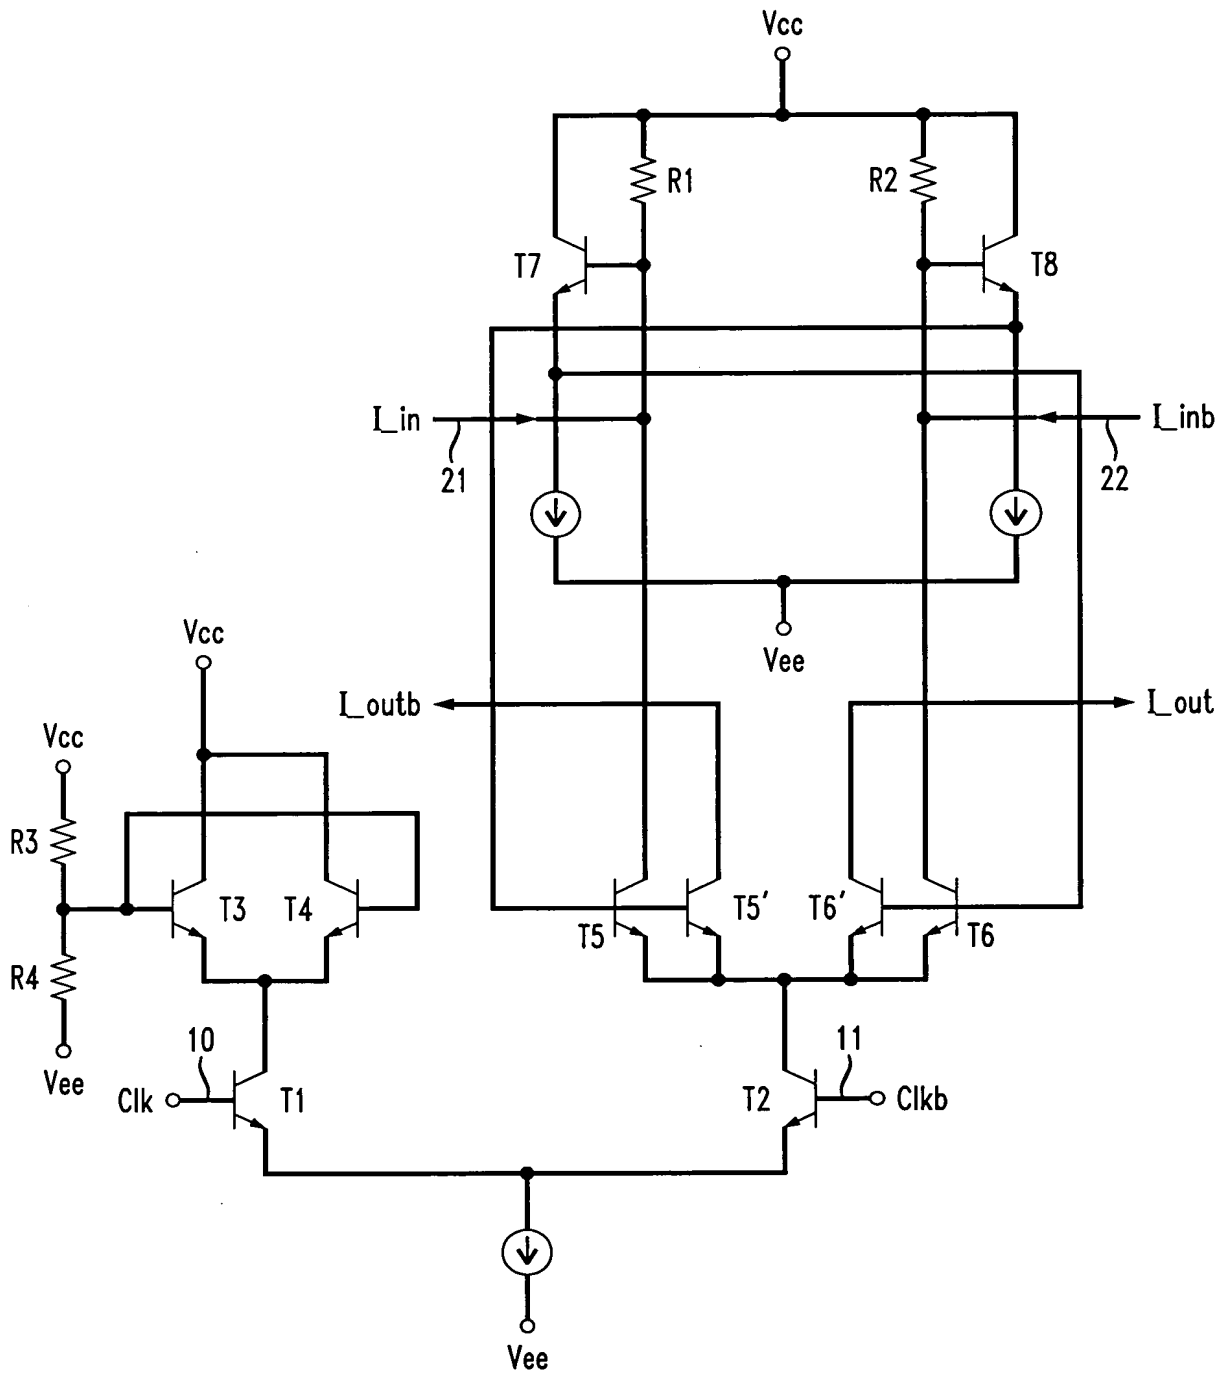 Vcc
R1
R2
T7
T8
I_in
I_inb
21
22
Vcc
Vee
I_outb
I_out
Vcc
R3
T3
T4
T5'
T6'
T5
T6
R4
10
11
Vee
Clk
T1
T2
Clkb
Vee